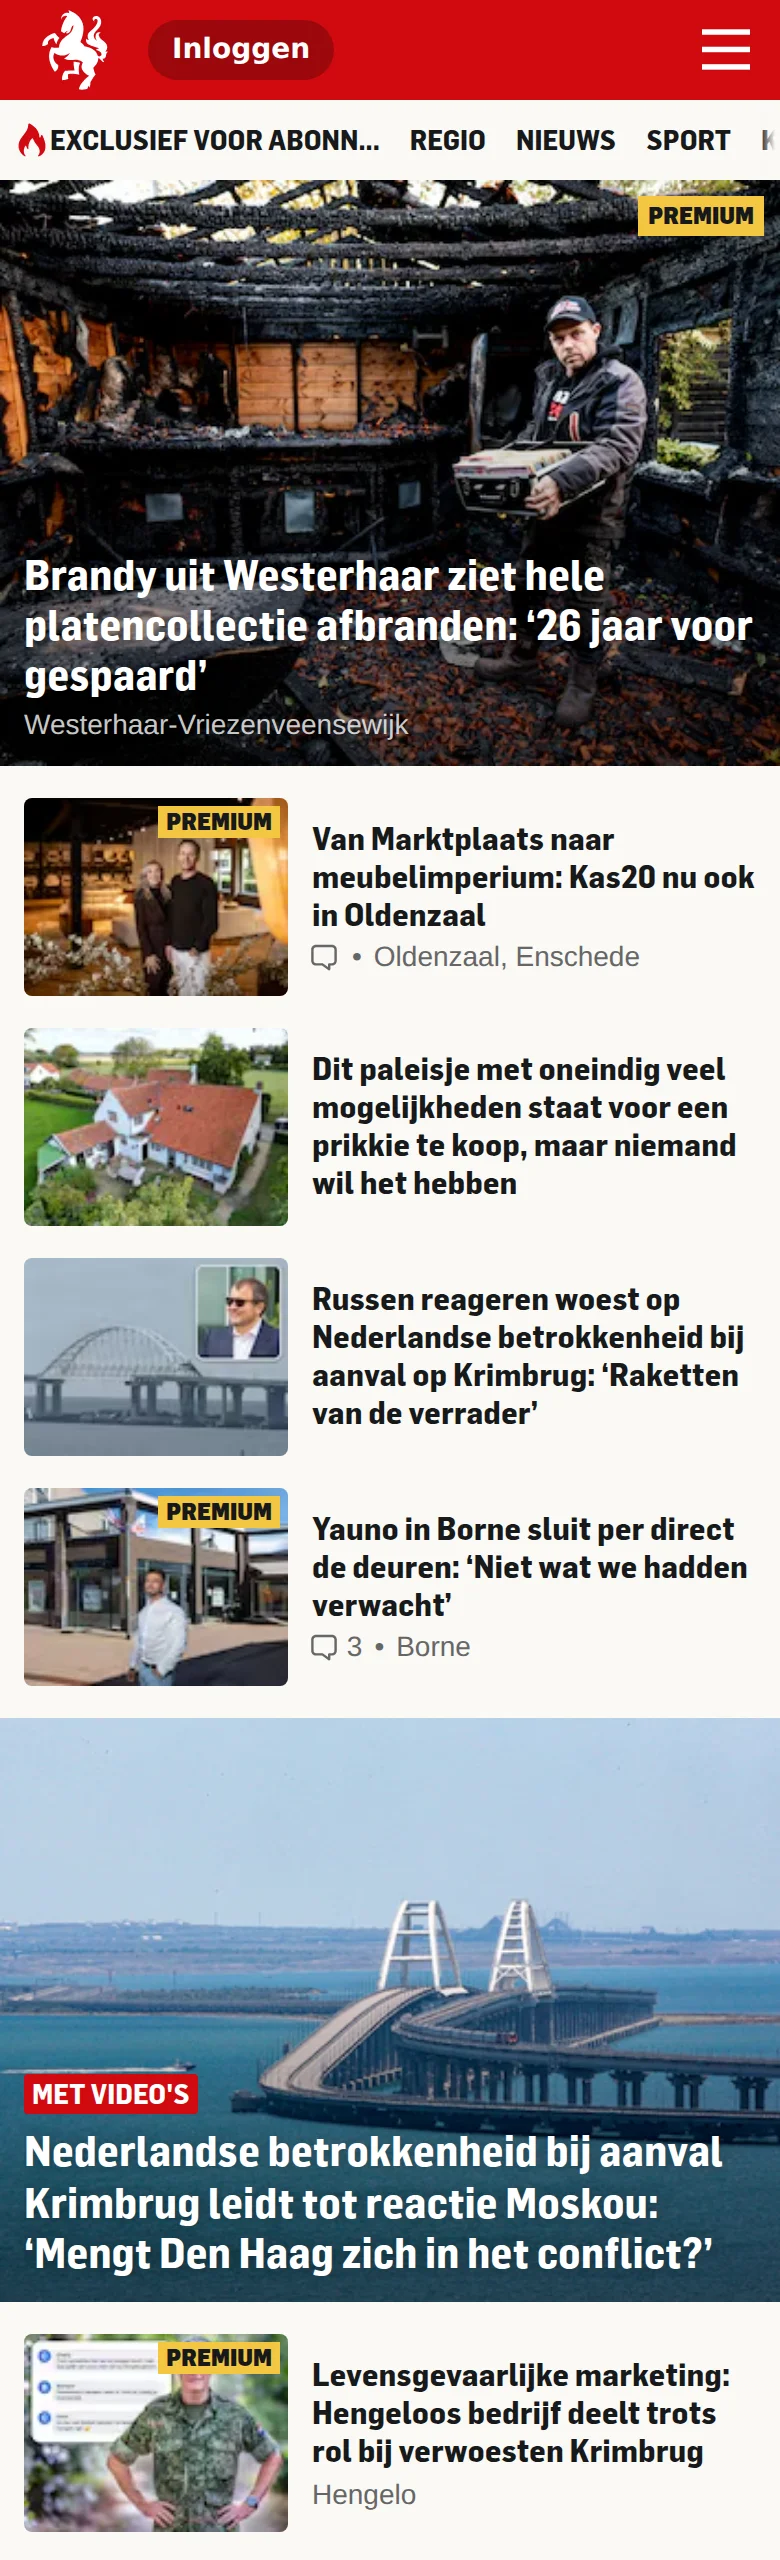 Inloggen
EXCLUSIEF VOOR ABONN... REGIO NIEUWS SPORT
PREMIUM
Brandy uit Westerhaar ziet hele
platencollectie afbranden: ‘26 jaar voor
gespaard’
Westerhaar-Vriezenveensewijk
PREMIUM
Van Marktplaats naar
meubelimperium: Kas20 nu ook
in Oldenzaal
• Oldenzaal, Enschede
Dit paleisje met oneindig veel
mogelijkheden staat voor een
prikkie te koop, maar niemand
wil het hebben
Russen reageren woest op
Nederlandse betrokkenheid bij
aanval op Krimbrug: ‘Raketten
van de verrader’
PREMIUM
Yauno in Borne sluit per direct
de deuren: ‘Niet wat we hadden
verwacht’
3 • Borne
MET VIDEO'S
Nederlandse betrokkenheid bij aanval
Krimbrug leidt tot reactie Moskou:
‘Mengt Den Haag zich in het conflict?’
PREMIUM
Levensgevaarlijke marketing:
Hengeloos bedrijf deelt trots
rol bij verwoesten Krimbrug
Hengelo